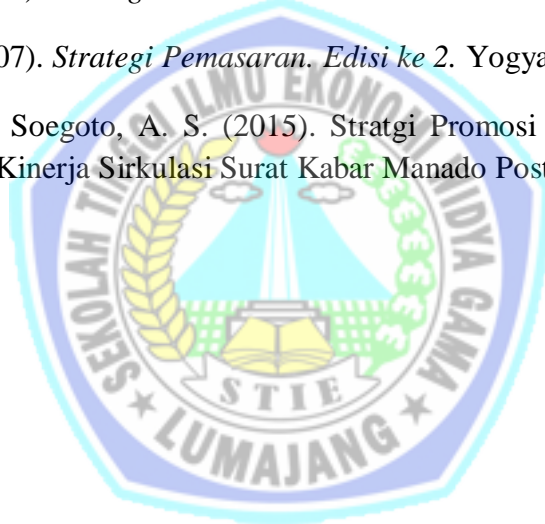 07). Strategi Pemasaran. Edisi ke 2. Yogya
Soegoto, A. S. (2015). Stratgi Promosi
Kinerja Sirkulasi Surat Kabar Manado Post
SEKOLAH TINGGI ILMU EKONOMI WIDYA GAMA
STIE
* LUMAJANG *